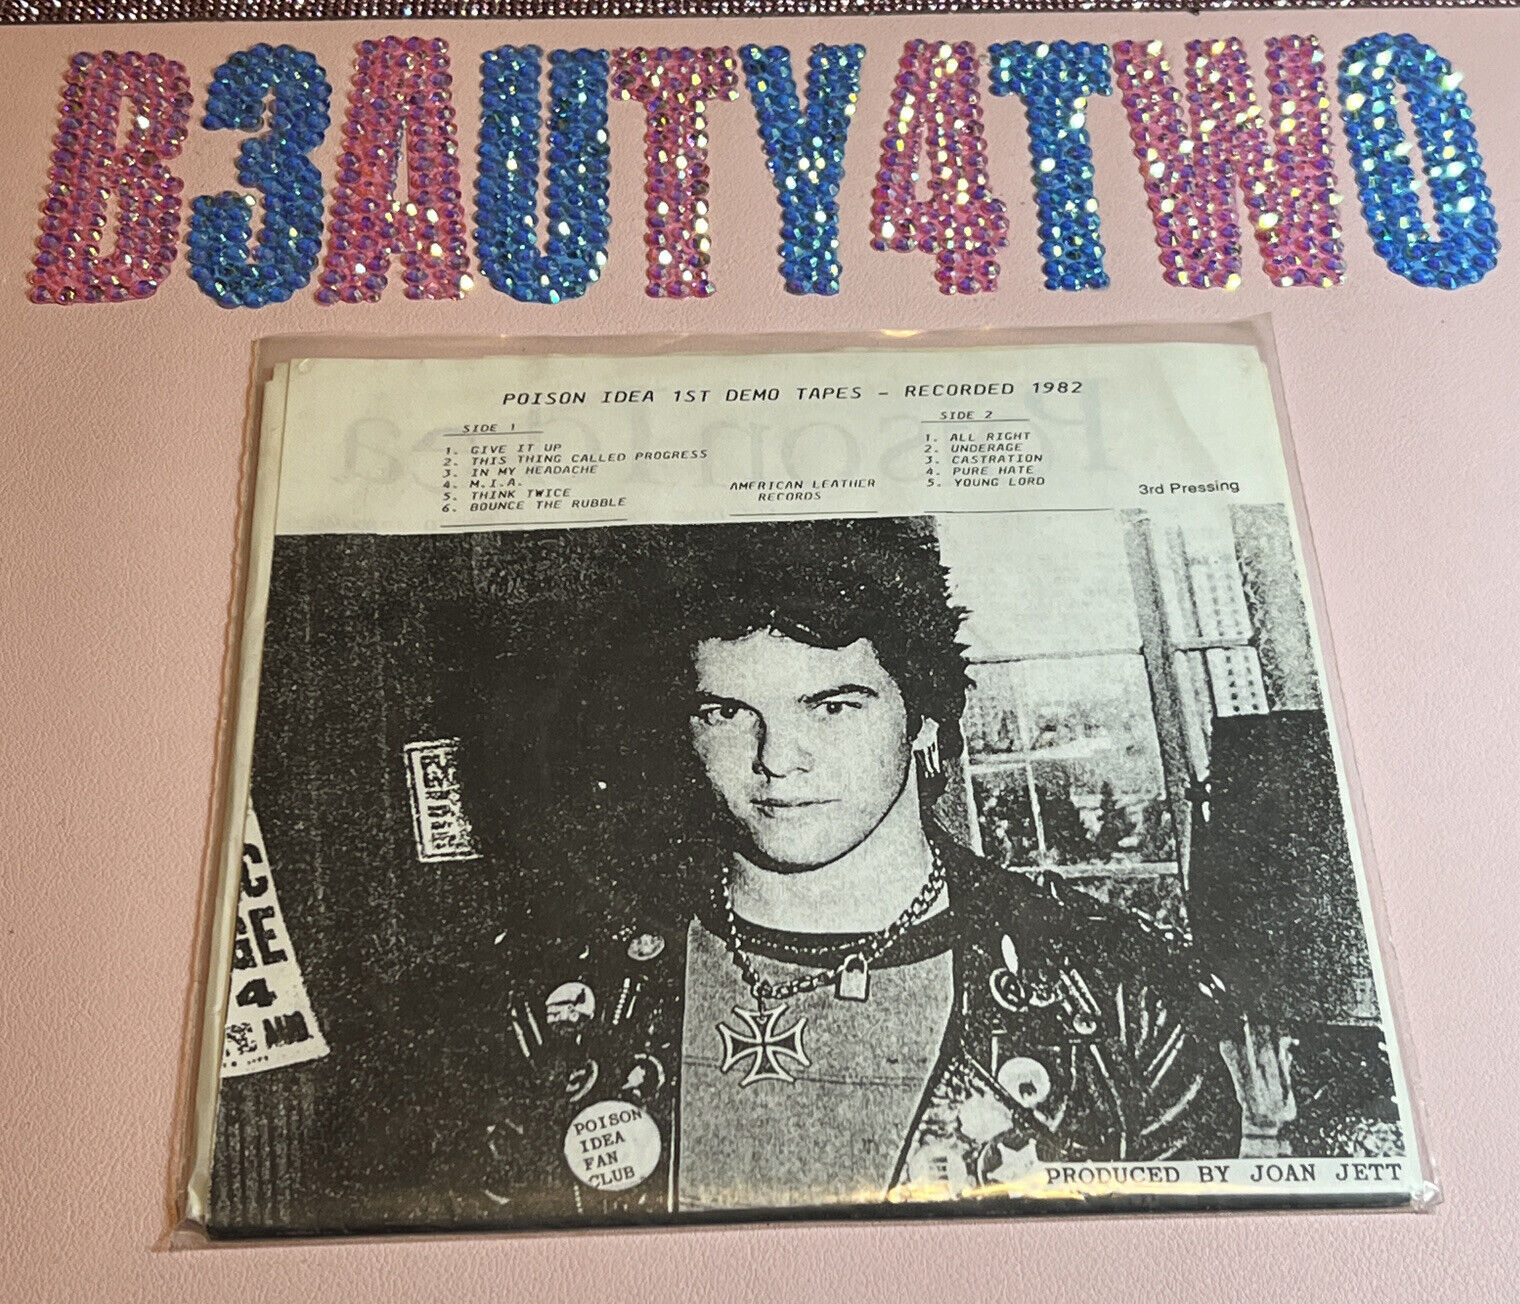 B3AUTY4TWO
POISON IDEA 1ST DEMO TAPES - RECORDED 1982
SIDE 1
1. GIVE IT UP
2. THIS THING CALLED PROGRESS
3. IN MY HEADACHE
4. M.I.A.
5. THINK TWICE
6. BOUNCE THE RUBBLE
AMERICAN LEATHER
RECORDS
SIDE 2
1. ALL RIGHT
2. UNDERAGE
3. CASTRATION
4. PURE HATE
5. YOUNG LORD
3rd Pressing
C
GE
4
POISON
IDEA
FAN
CLUB
PRODUCED BY JOAN JETT